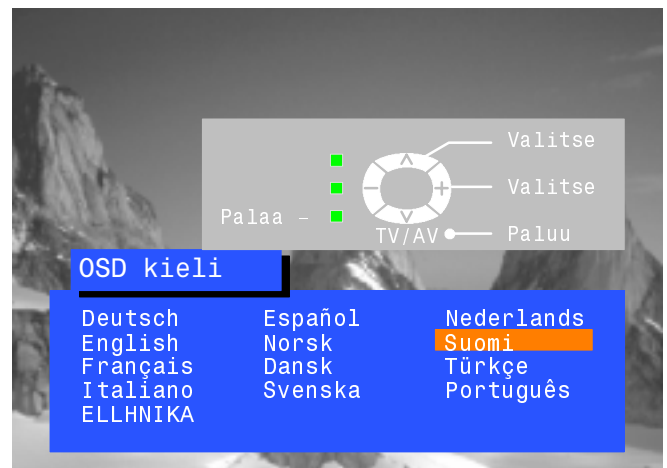 Valitse
Valitse
Palaa –
TV/AV Paluu
OSD kieli
Deutsch Español Nederlands
English Norsk Suomi
Français Dansk Türkçe
Italiano Svenska Português
ELLHNIKA